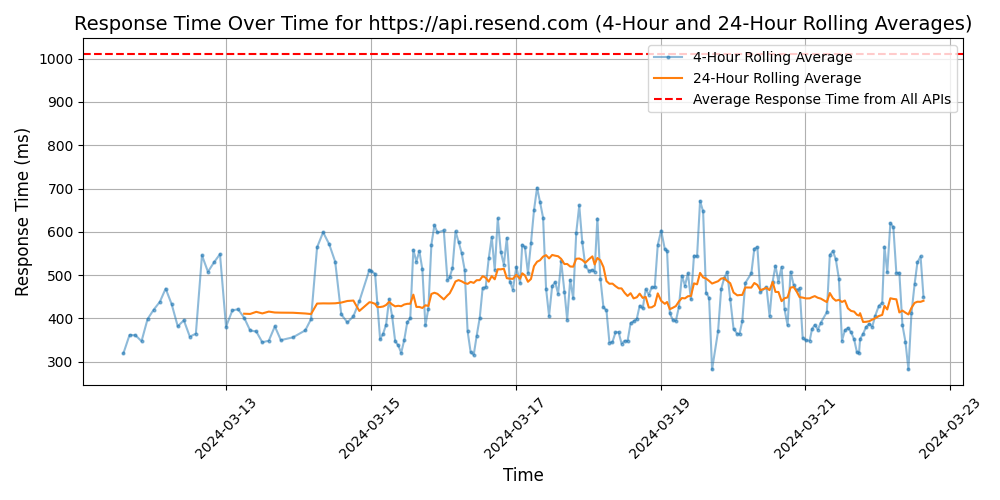 Response Time Over Time for https://api.resend.com (4-Hour and 24-Hour Rolling Averages)
4-Hour Rolling Average
24-Hour Rolling Average
Average Response Time from All APIs
Response Time (ms)
1000
900
800
700
600
500
400
300
2024-03-13
2024-03-15
2024-03-17
2024-03-19
2024-03-21
2024-03-23
Time